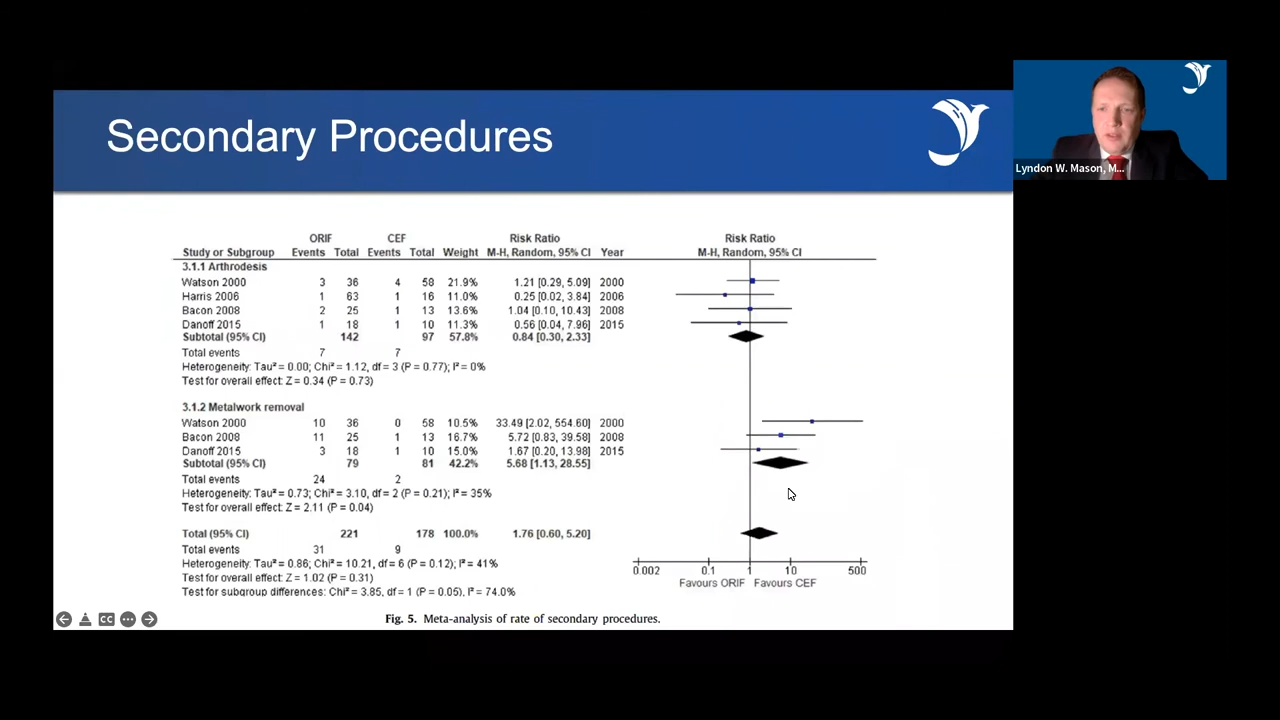 Secondary Procedures
Lyndon W. Mason, M...
ORIF CEF Risk Ratio Risk Ratio
Study or Subgroup Events Total Events Total Weight M-H, Random, 95% CI Year M-H, Random, 95% CI
3.1.1 Arthrodesis
Watson 2000 3 36 4 58 21.9% 1.21 [0.29, 5.09] 2000
Harris 2006 1 63 1 16 11.0% 0.25 [0.02, 3.84] 2006
Bacon 2008 2 25 1 13 13.6% 1.04 [0.10, 10.43] 2008
Danoff 2015 1 18 1 10 11.3% 0.56 [0.04, 7.96] 2015
Subtotal (95% CI) 142 97 57.8% 0.84 [0.30, 2.33]
Total events 7 7
Heterogeneity: Tau² = 0.00; Chi² = 1.12, df = 3 (P = 0.77); I² = 0%
Test for overall effect: Z = 0.34 (P = 0.73)
3.1.2 Metalwork removal
Watson 2000 10 36 0 58 10.5% 33.49 [2.02, 554.60] 2000
Bacon 2008 11 25 1 13 16.7% 5.72 [0.83, 39.58] 2008
Danoff 2015 3 18 1 10 15.0% 1.67 [0.20, 13.98] 2015
Subtotal (95% CI) 79 81 42.2% 5.68 [1.13, 28.55]
Total events 24 2
Heterogeneity: Tau² = 0.73; Chi² = 3.10, df = 2 (P = 0.21); I² = 35%
Test for overall effect: Z = 2.11 (P = 0.04)
Total (95% CI) 221 178 100.0% 1.76 [0.60, 5.20]
Total events 31 9
Heterogeneity: Tau² = 0.86; Chi² = 10.21, df = 6 (P = 0.12); I² = 41%
Test for overall effect: Z = 1.02 (P = 0.31)
Test for subgroup differences: Chi² = 3.85, df = 1 (P = 0.05), I² = 74.0%
0.002 0.1 1 10 500
Favours ORIF Favours CEF
CC
Fig. 5. Meta-analysis of rate of secondary procedures.